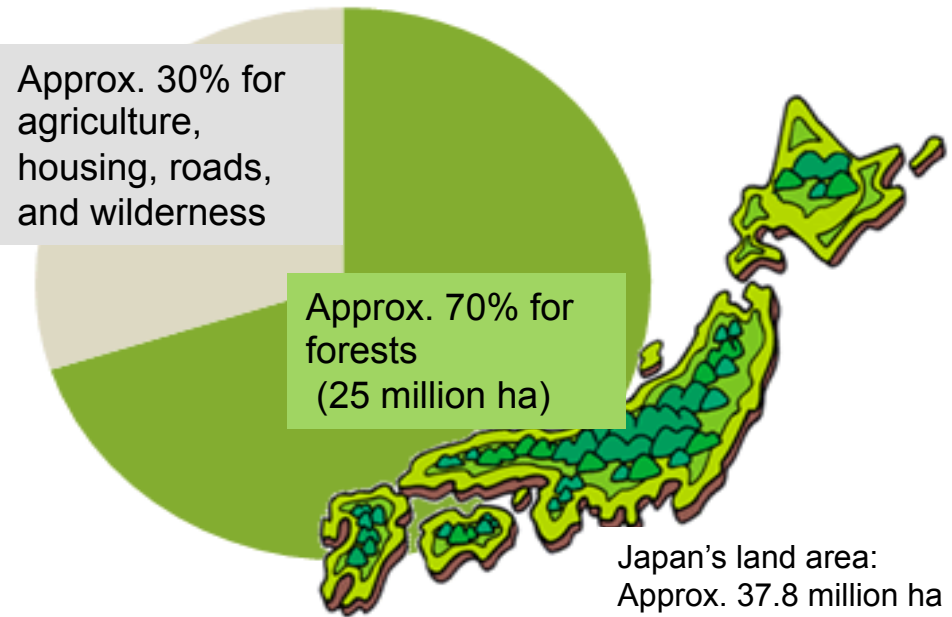 Approx. 30% for
agriculture,
housing, roads,
and wilderness
Approx. 70% for
forests
(25 million ha)
Japan’s land area:
Approx. 37.8 million ha